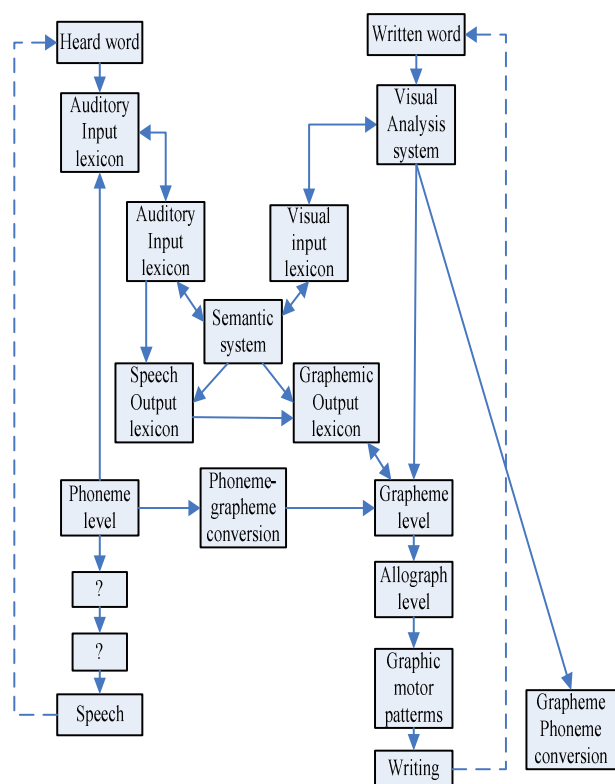 Heard word
Written word
Auditory
Input
lexicon
Visual
Analysis
system
Auditory
Input
lexicon
Visual
input
lexicon
Semantic
system
Speech
Output
lexicon
Graphemic
Output
lexicon
Phoneme
level
Phoneme-
grapheme
conversion
Grapheme
level
?
Allograph
level
?
Graphic
motor
patterns
Speech
Grapheme
Phoneme
conversion
Writing